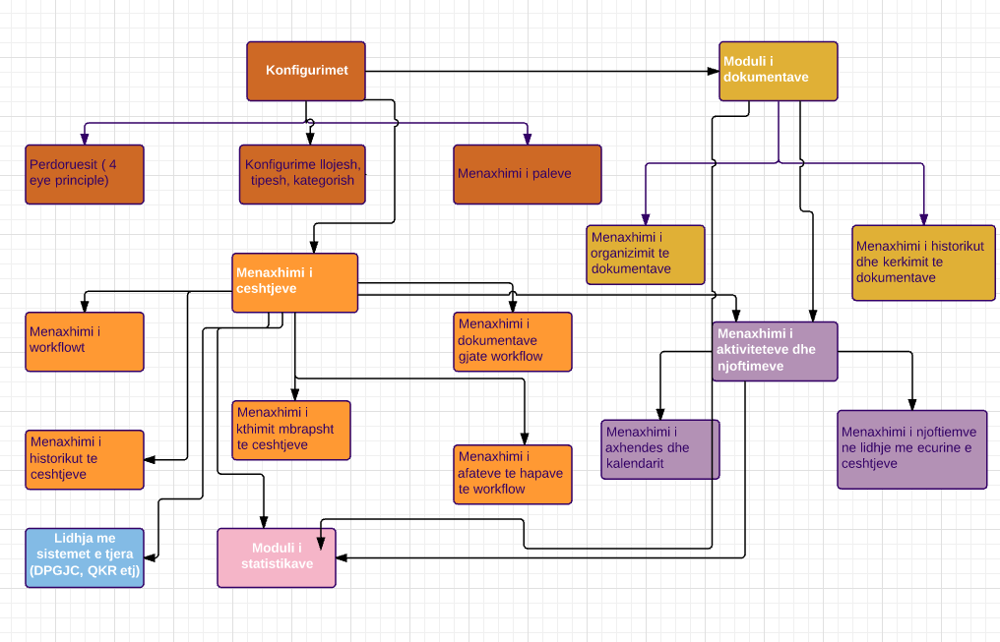 Konfigurimet
Moduli i
dokumentave
Perdoruesit ( 4
eye principle)
Konfigurime llojesh,
tipesh, kategorish
Menaxhimi i paleve
Menaxhimi i
organizimit te
dokumentave
Menaxhimi i historikut
dhe kerkimit te
dokumentave
Menaxhimi i
ceshtjeve
Menaxhimi i
workflowt
Menaxhimi i
dokumentave
gjate workflow
Menaxhimi i
aktiviteteve dhe
njoftimeve
Menaxhimi i
kthimit mbrapsht
te ceshtjeve
Menaxhimi i
historikut te
ceshtjeve
Menaxhimi i
afateve te hapave
te workflow
Menaxhimi i
axhendes dhe
kalendarit
Menaxhimi i njoftiemve
ne lidhje me ecurine e
ceshtjeve
Lidhja me
sistemet e tjera
(DPGJC, QKR etj)
Moduli i
statistikave